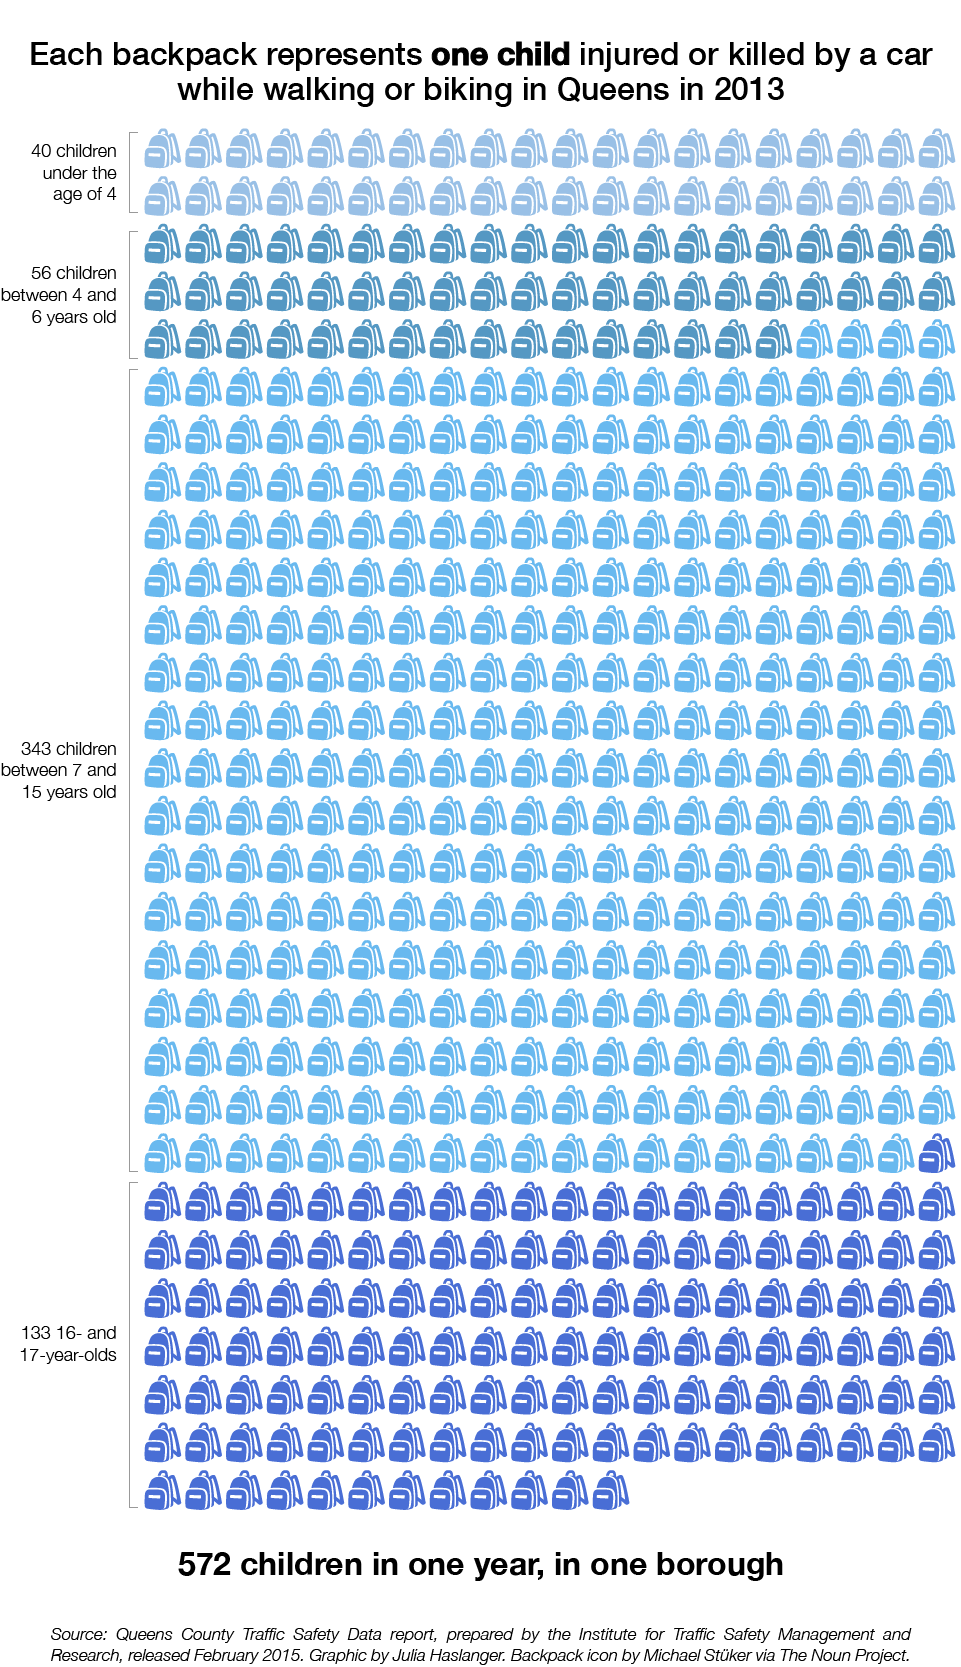 Each backpack represents one child injured or killed by a car
while walking or biking in Queens in 2013
40 children
under the
age of 4
56 children
between 4 and
6 years old
343 children
between 7 and
15 years old
133 16- and
17-year-olds
572 children in one year, in one borough
Source: Queens County Traffic Safety Data report, prepared by the Institute for Traffic Safety Management and
Research, released February 2015. Graphic by Julia Haslanger. Backpack icon by Michael Stüker via The Noun Project.